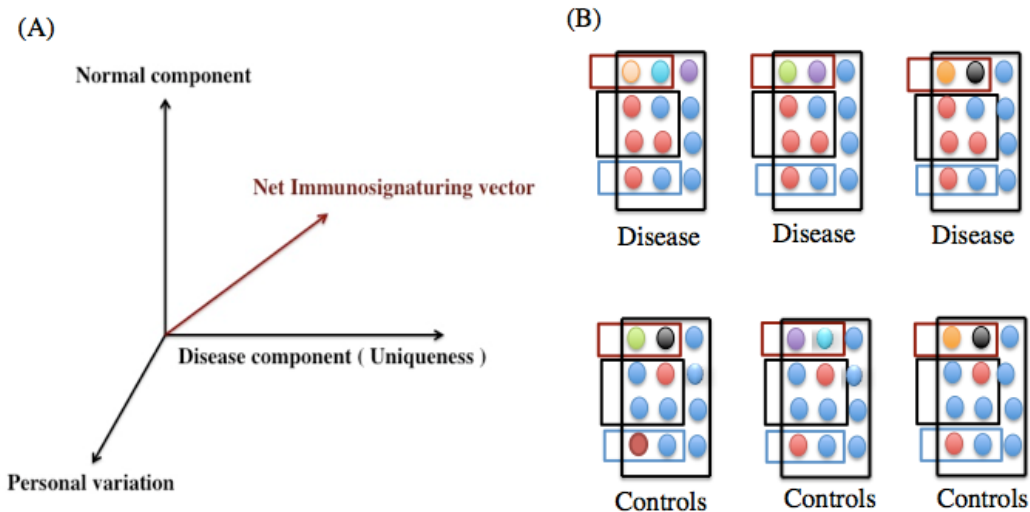 (A)
Normal component
Net Immunosignaturing vector
Disease component ( Uniqueness )
Personal variation
(B)
Disease
Disease
Disease
Controls
Controls
Controls